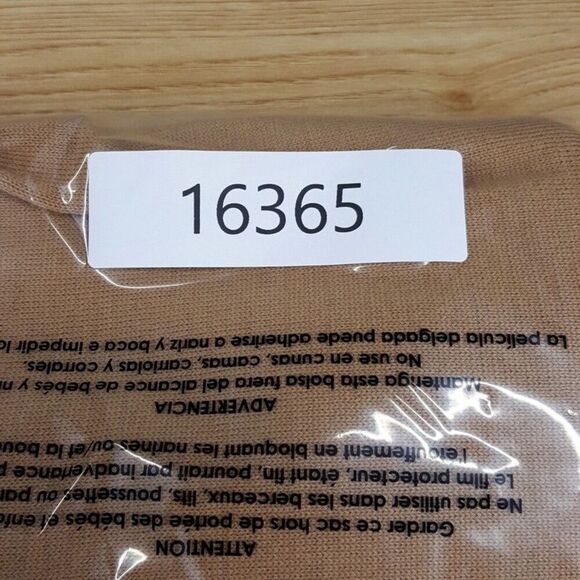 16365
ATTENTION
Garder ce sac hors de portée des bébés et
Ne pas utiliser dans les berceaux, lits, poussettes ou
Le film protecteur, étant fin, pourrait par inadvertance
L'étouffement en bloquant les narines ou/et la
ADVERTENCIA
Mantenga esta bolsa fuera del alcance de bebés y
No use en cunas, camas, carriolas y corrales.
La película delgada puede adherirse a nariz y boca e impedir